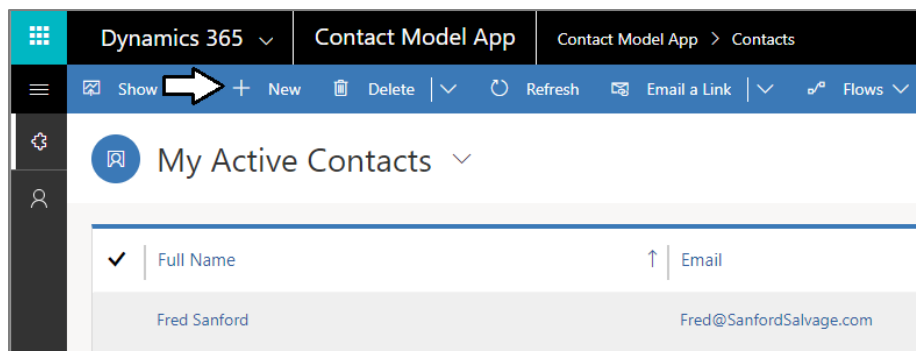 Dynamics 365 Contact Model App Contact Model App > Contacts
Show + New Delete Refresh Email a Link Flows
My Active Contacts
Full Name ↑ Email
Fred Sanford Fred@SanfordSalvage.com